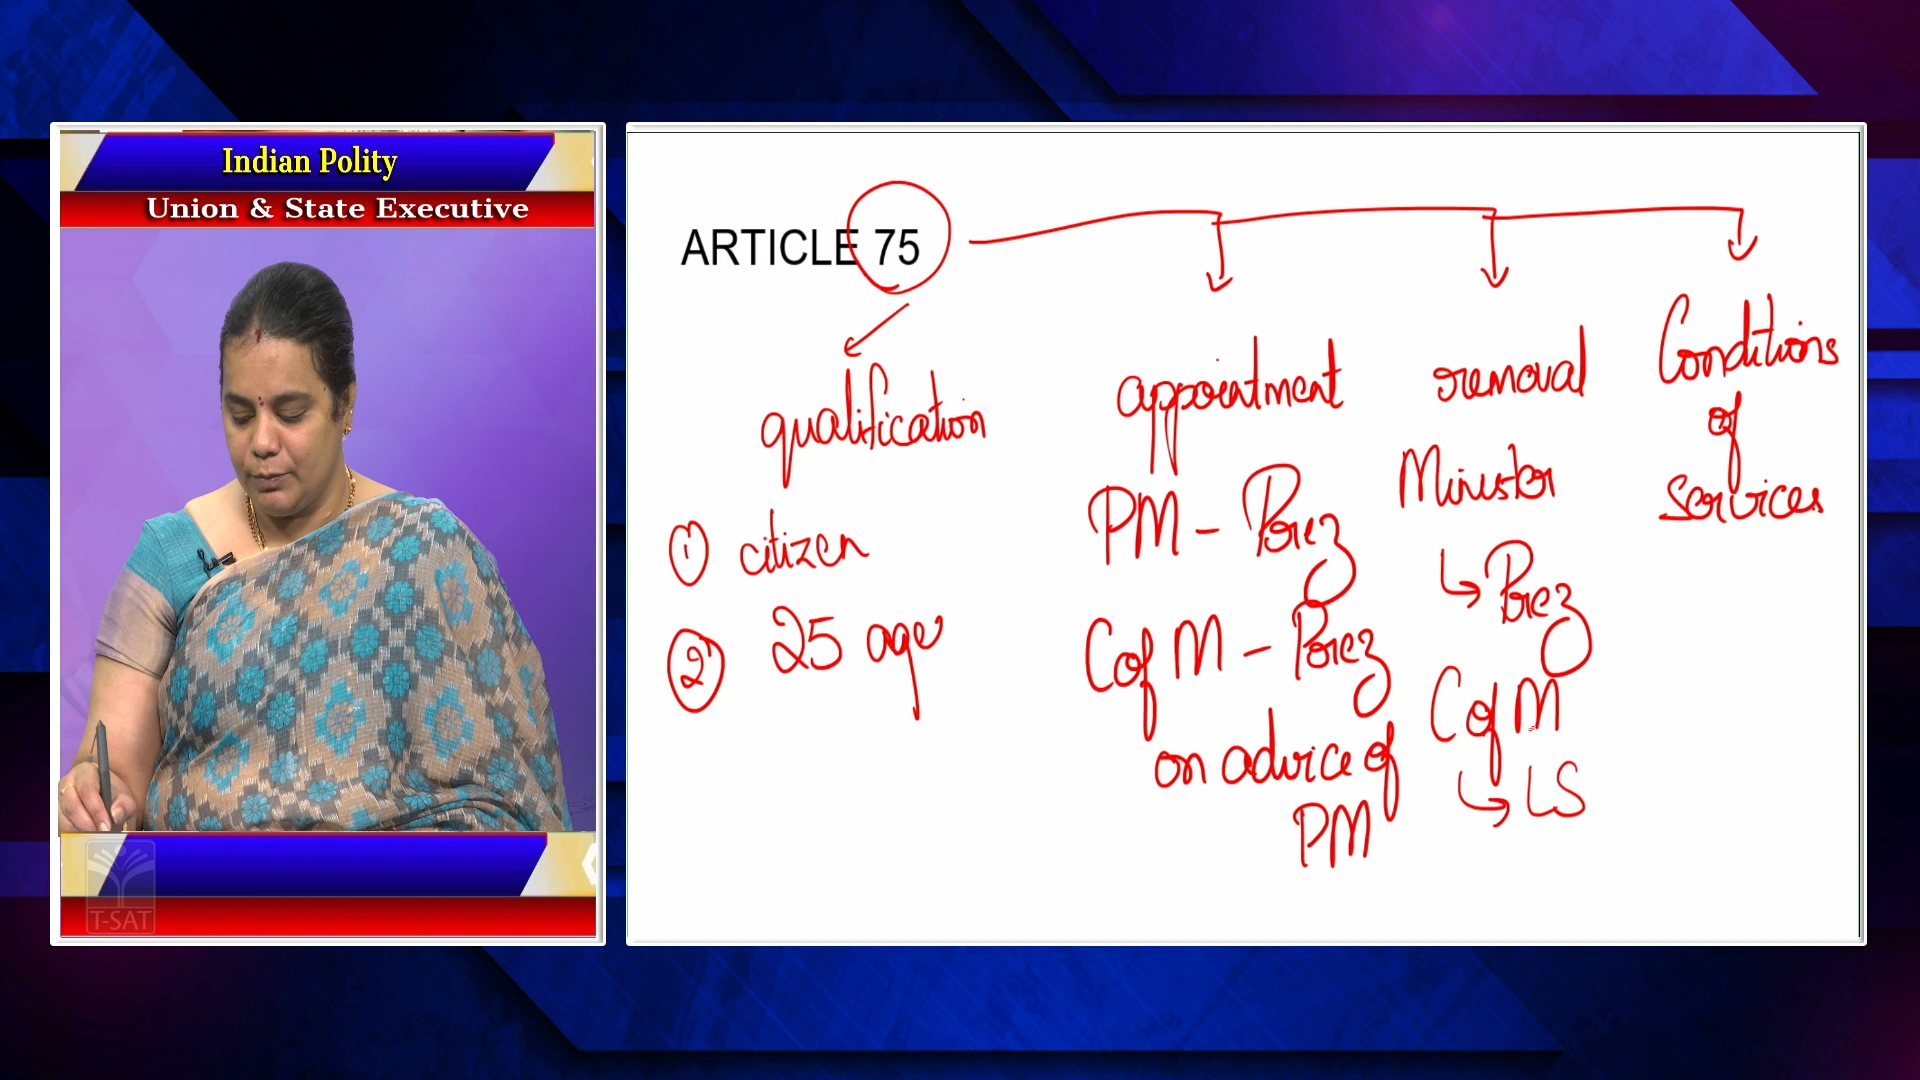 Indian Polity
Union & State Executive
T-SAT
ARTICLE 75
qualification
① citizen
② 25 age
appointment
PM - Prez
C of M - Prez
on advice of
PM
removal
Minister
↳ Prez
C of M
↳ LS
Conditions
of
services